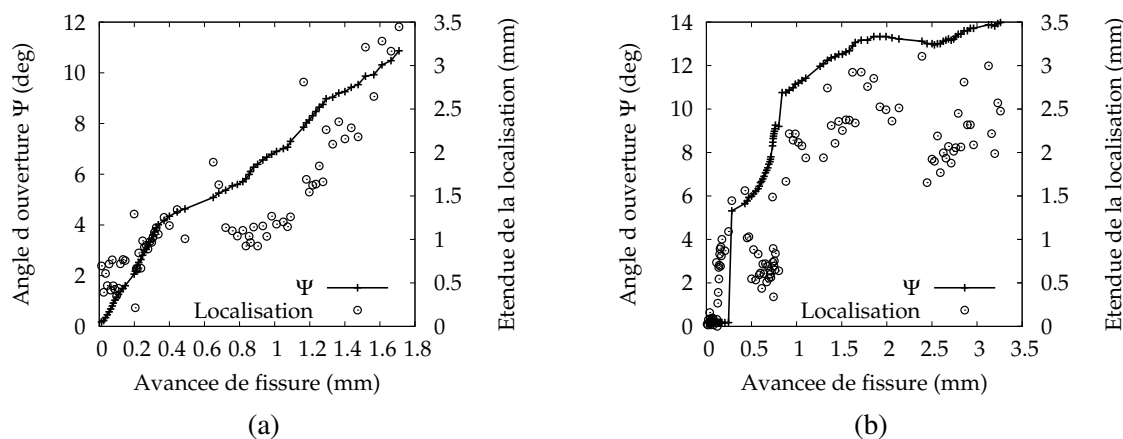 12
10
8
6
4
2
0
Angle d ouverture Ψ (deg)
3.5
3
2.5
2
1.5
1
0.5
0
Etendue de la localisation (mm)
Ψ
Localisation
0 0.2 0.4 0.6 0.8 1 1.2 1.4 1.6 1.8
Avancee de fissure (mm)
(a)
14
12
10
8
6
4
2
0
Angle d ouverture Ψ (deg)
3.5
3
2.5
2
1.5
1
0.5
0
Etendue de la localisation (mm)
Ψ
Localisation
0 0.5 1 1.5 2 2.5 3 3.5
Avancee de fissure (mm)
(b)